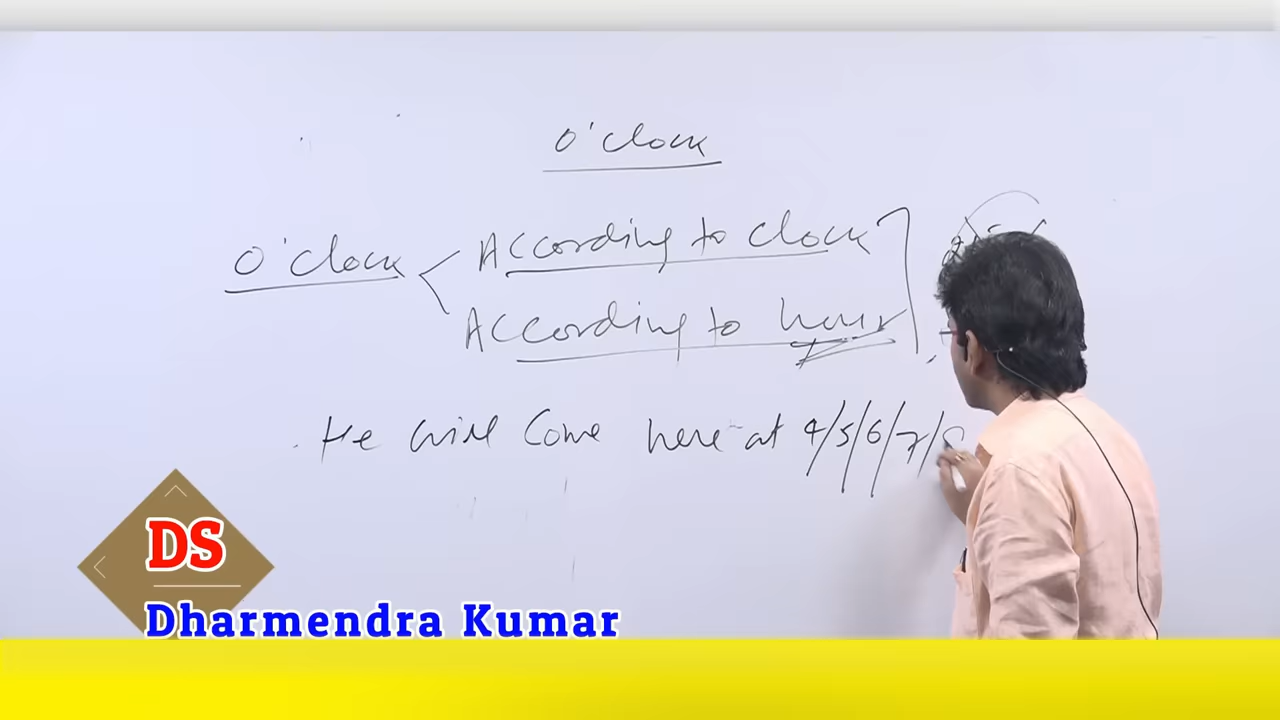 O'clock
O'clock < According to clock
According to hour
He will come here at 4/5/6/7/8
DS
Dharmendra Kumar